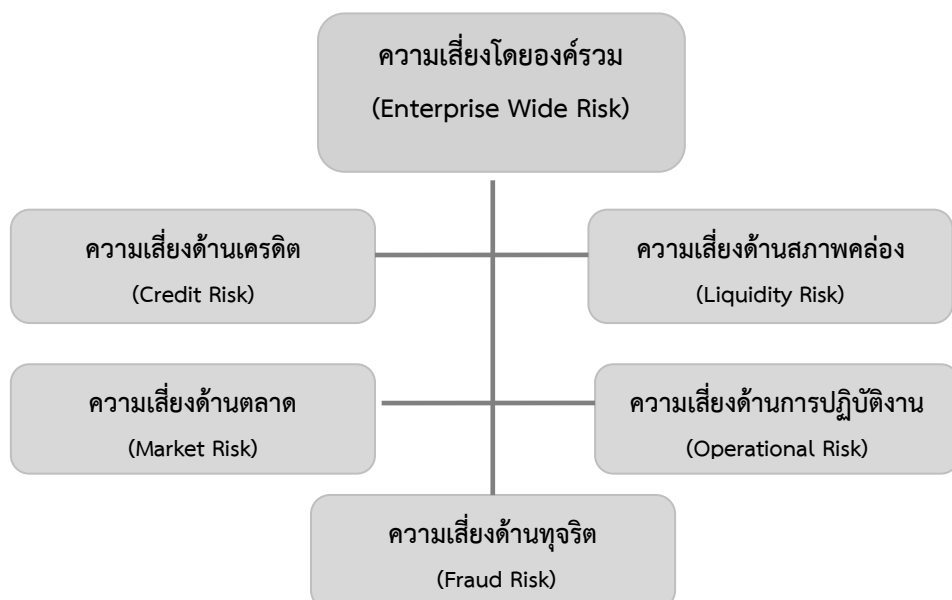 ความเสี่ยงโดยองค์รวม
(Enterprise Wide Risk)
ความเสี่ยงด้านเครดิต
(Credit Risk)
ความเสี่ยงด้านสภาพคล่อง
(Liquidity Risk)
ความเสี่ยงด้านตลาด
(Market Risk)
ความเสี่ยงด้านการปฏิบัติงาน
(Operational Risk)
ความเสี่ยงด้านทุจริต
(Fraud Risk)